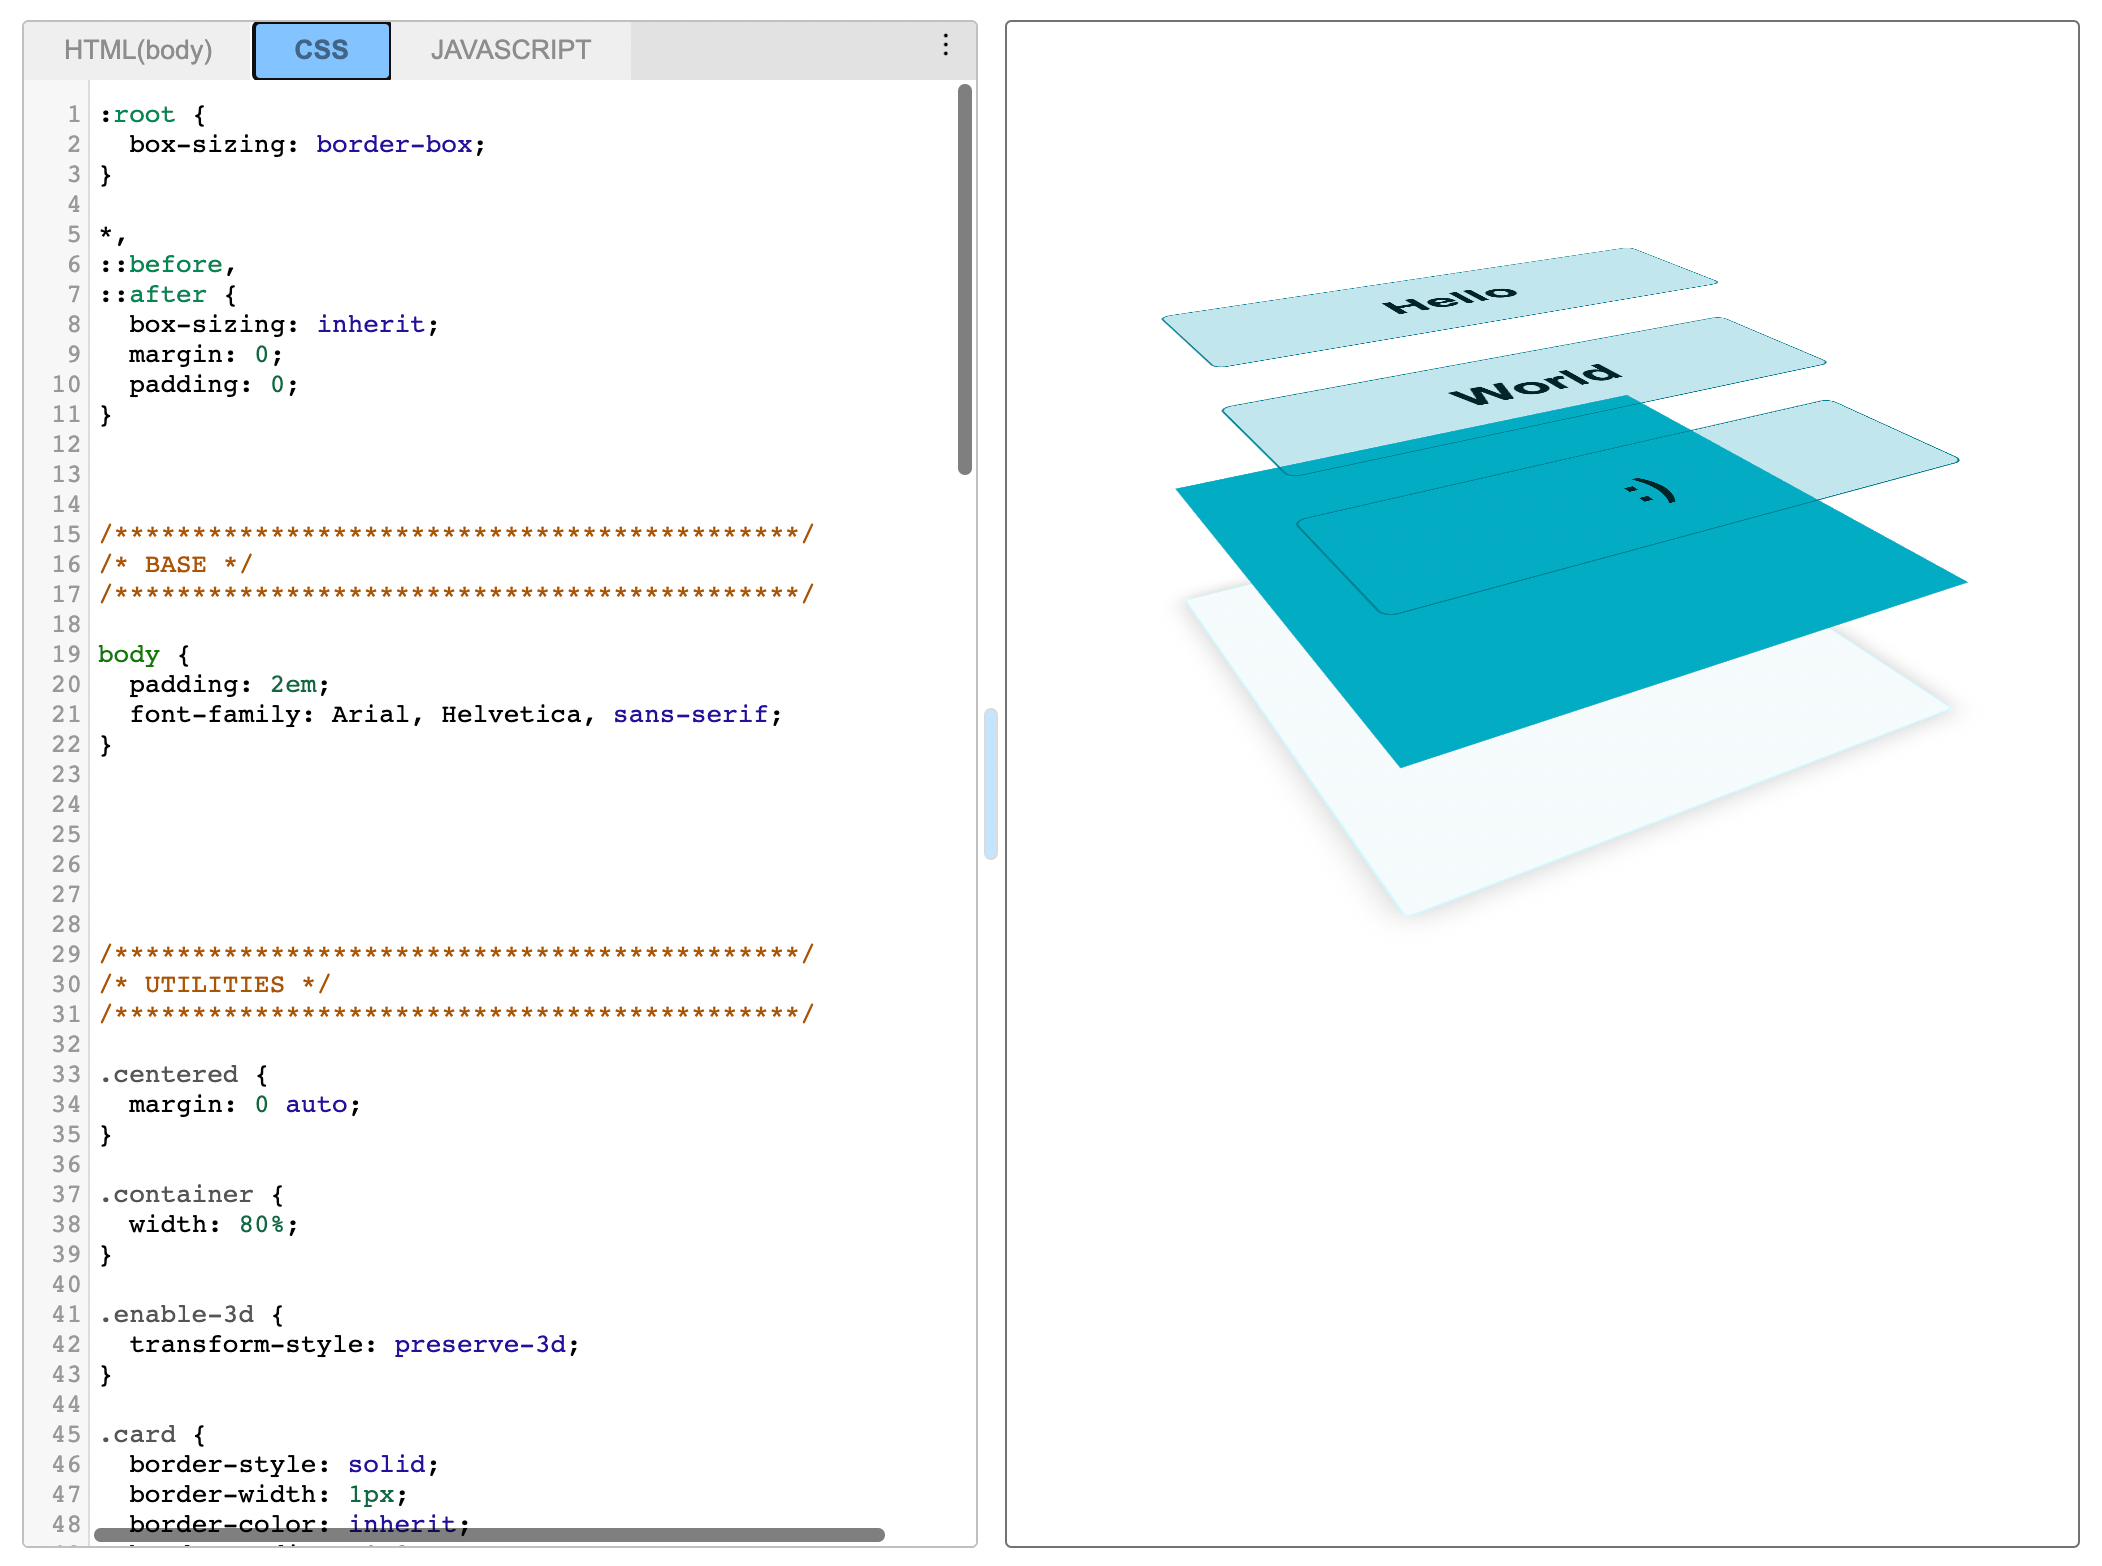 HTML(body) CSS JAVASCRIPT
1 :root {
2   box-sizing: border-box;
3 }
4
5 *,
6 ::before,
7 ::after {
8   box-sizing: inherit;
9   margin: 0;
10   padding: 0;
11 }
12
13
14
15 /********************************************/
16 /* BASE */
17 /********************************************/
18
19 body {
20   padding: 2em;
21   font-family: Arial, Helvetica, sans-serif;
22 }
23
24
25
26
27
28
29 /********************************************/
30 /* UTILITIES */
31 /********************************************/
32
33 .centered {
34   margin: 0 auto;
35 }
36
37 .container {
38   width: 80%;
39 }
40
41 .enable-3d {
42   transform-style: preserve-3d;
43 }
44
45 .card {
46   border-style: solid;
47   border-width: 1px;
48   border-color: inherit;
Hello
World
:)